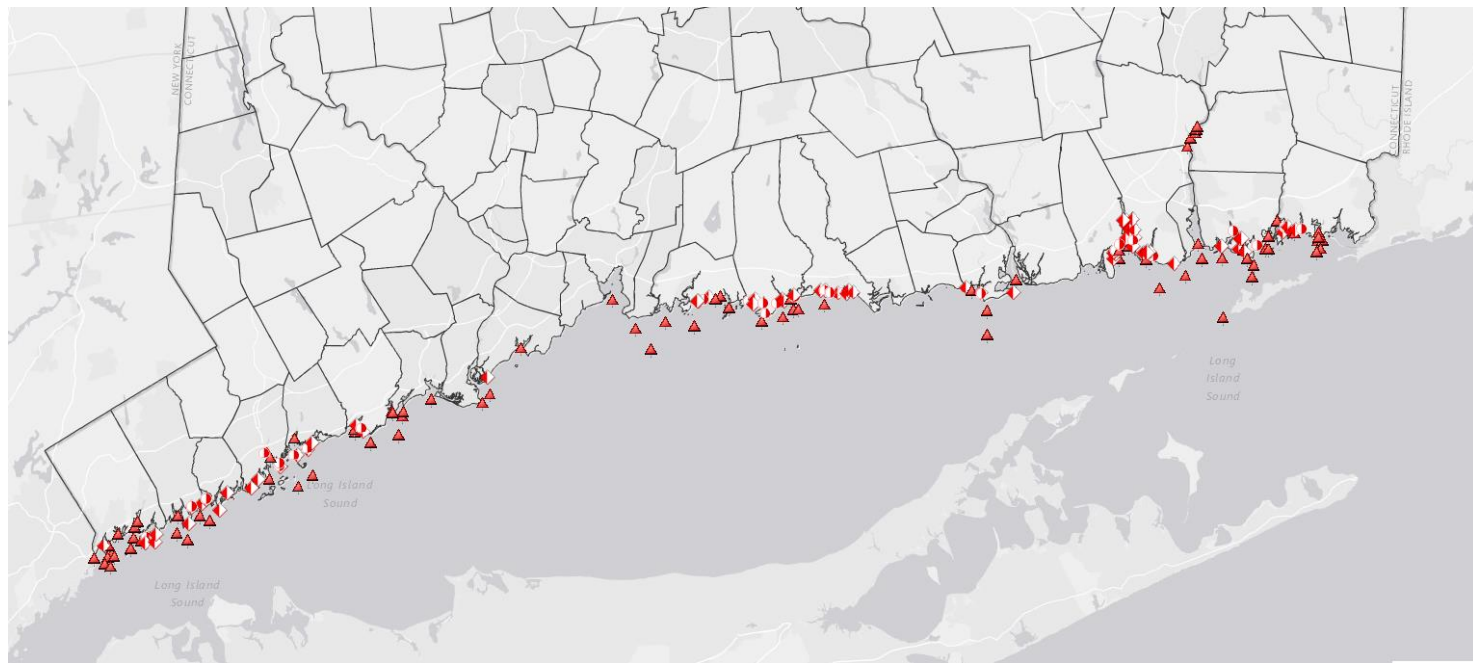 NEW YORK
CONNECTICUT
CONNECTICUT
RHODE ISLAND
Long
Island
Sound
Long Island
Sound
Long Island
Sound